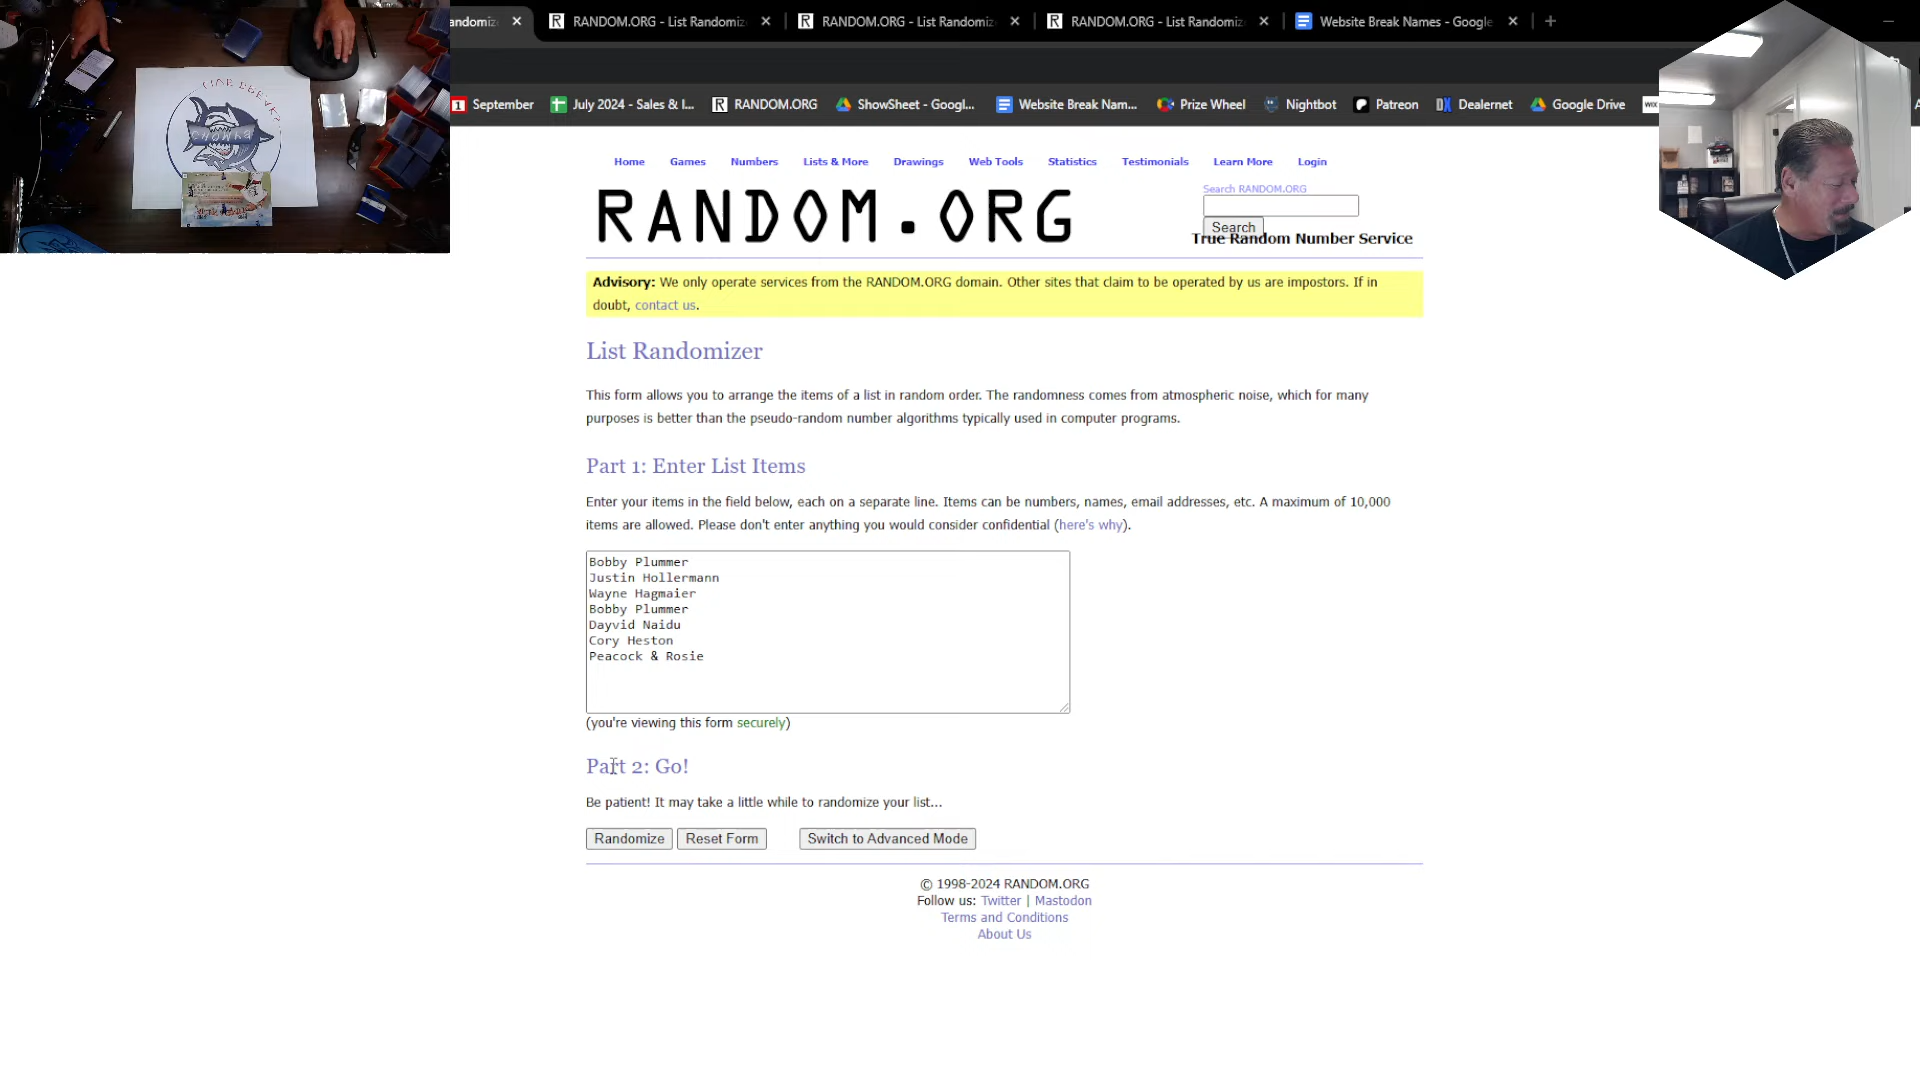 RANDOM.ORG - List Randomiz
RANDOM.ORG - List Randomiz
RANDOM.ORG - List Randomiz
Website Break Names - Google
September
July 2024 - Sales & I...
RANDOM.ORG
ShowSheet - Googl...
Website Break Nam...
Prize Wheel
Nightbot
Patreon
Dealernet
Google Drive
Home Games Numbers Lists & More Drawings Web Tools Statistics Testimonials Learn More Login
RANDOM.ORG
Search RANDOM.ORG
Search
True Random Number Service
Advisory: We only operate services from the RANDOM.ORG domain. Other sites that claim to be operated by us are impostors. If in
doubt, contact us.
List Randomizer
This form allows you to arrange the items of a list in random order. The randomness comes from atmospheric noise, which for many
purposes is better than the pseudo-random number algorithms typically used in computer programs.
Part 1: Enter List Items
Enter your items in the field below, each on a separate line. Items can be numbers, names, email addresses, etc. A maximum of 10,000
items are allowed. Please don't enter anything you would consider confidential (here's why).
Bobby Plummer
Justin Hollermann
Wayne Hagmaier
Bobby Plummer
Dayvid Naidu
Cory Heston
Peacock & Rosie
(you're viewing this form securely)
Part 2: Go!
Be patient! It may take a little while to randomize your list...
Randomize Reset Form Switch to Advanced Mode
© 1998-2024 RANDOM.ORG
Follow us: Twitter | Mastodon
Terms and Conditions
About Us